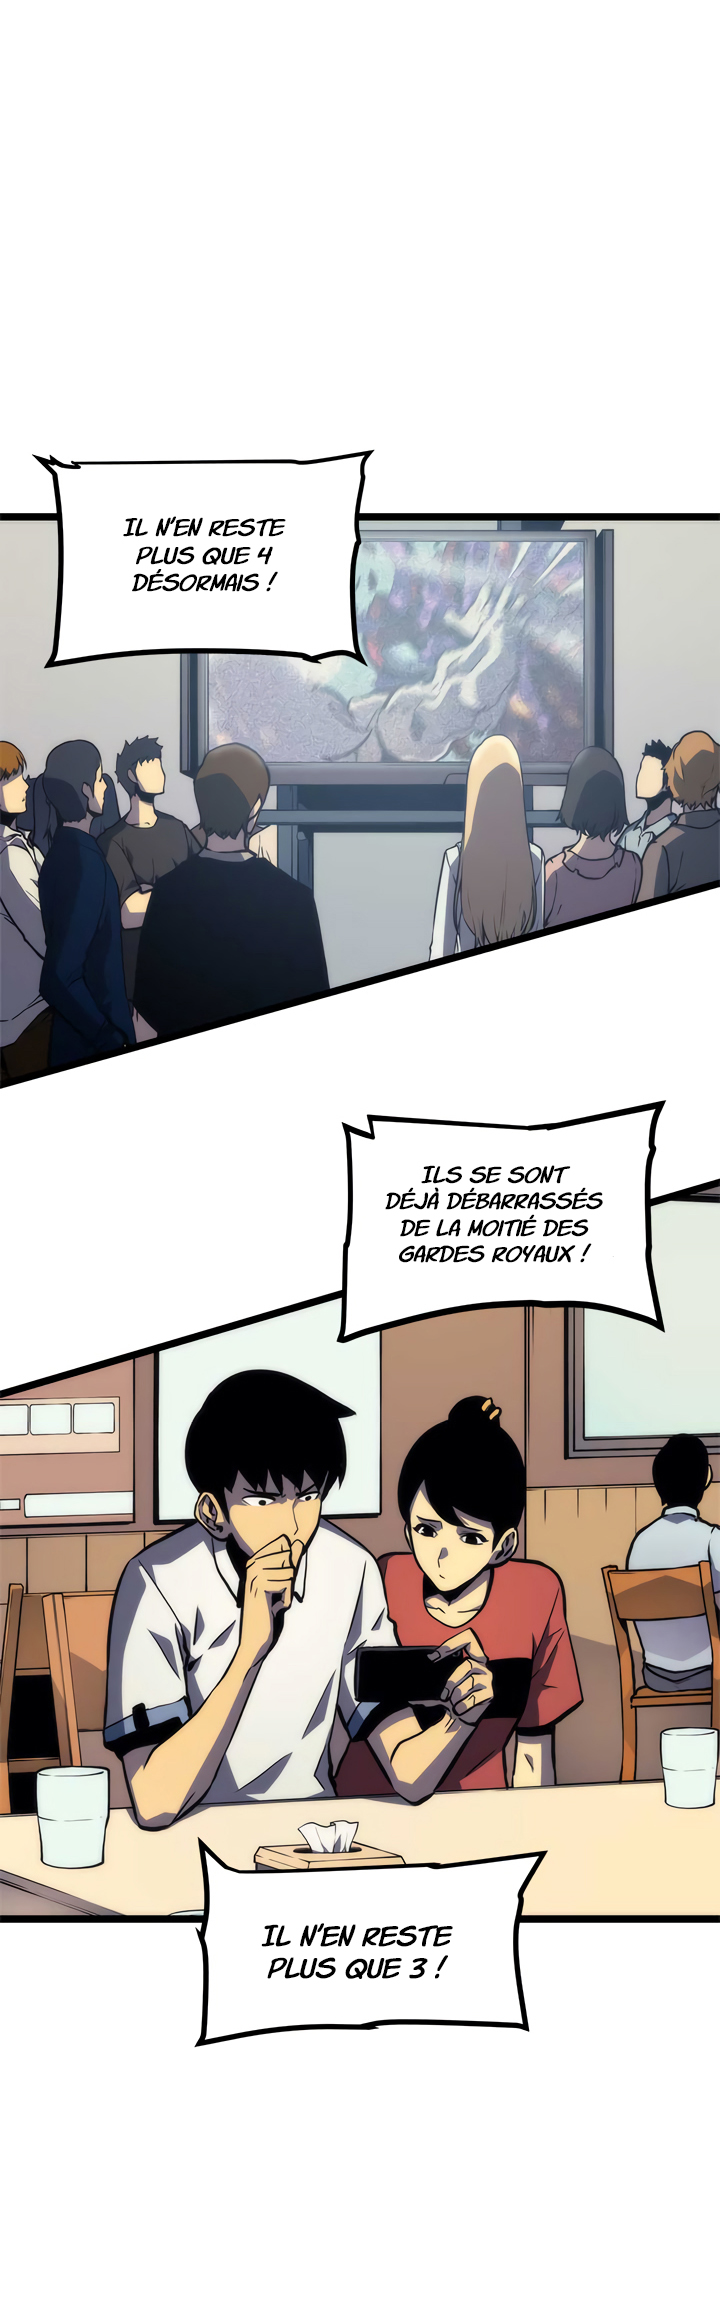 IL N'EN RESTE
PLUS QUE 4
DÉSORMAIS !
ILS SE SONT
DÉJÀ DÉBARRASSÉS
DE LA MOITIÉ DES
GARDES ROYAUX !
IL N'EN RESTE
PLUS QUE 3 !